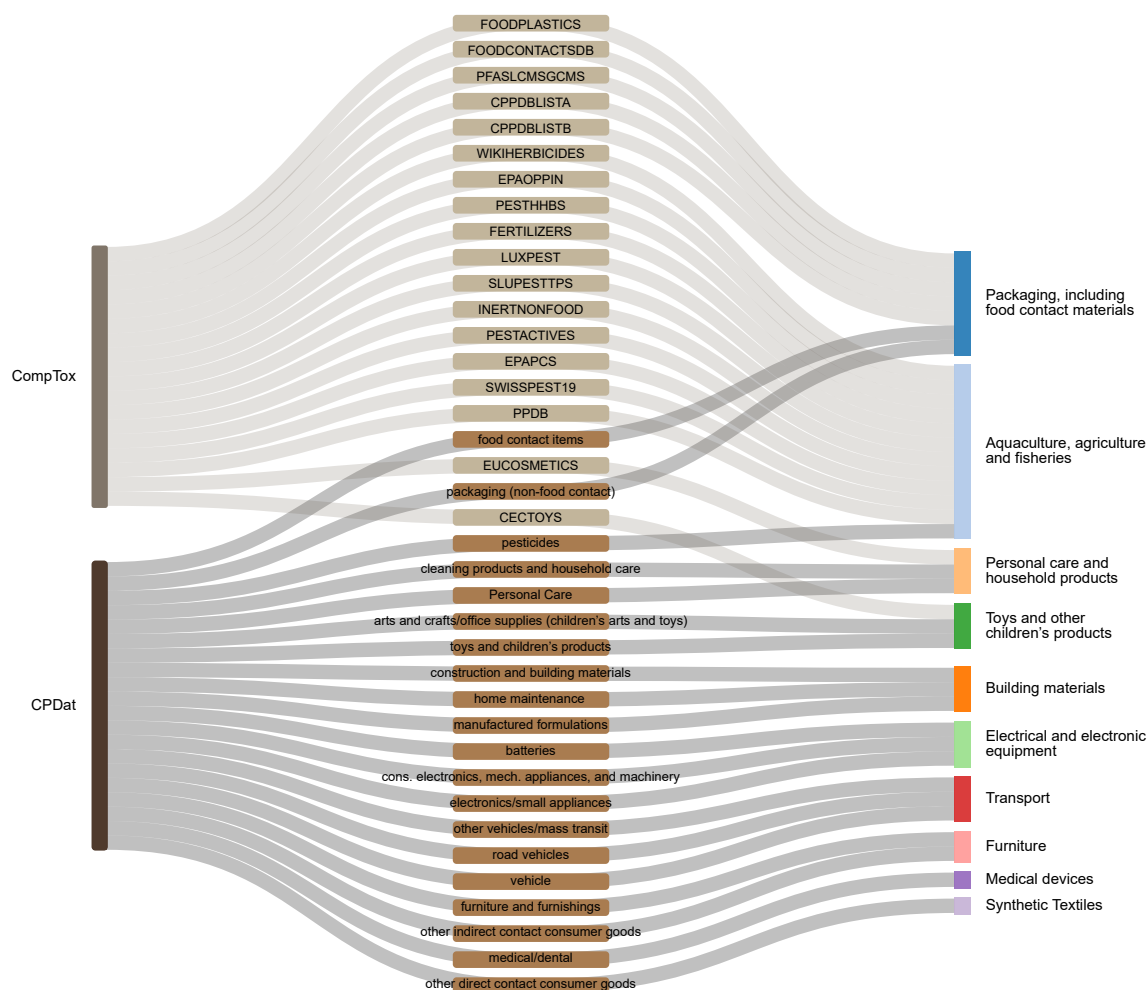 CompTox
CPDat
FOODPLASTICS
FOODCONTACTSDB
PFASLCMSGCMS
CPPDBLISTA
CPPDBLISTB
WIKIHERBICIDES
EPAOPPIN
PESTHHBS
FERTILIZERS
LUXPEST
SLUPESTTPS
INERTNONFOOD
PESTACTIVES
EPAPCS
SWISSPEST19
PPDB
food contact items
EUCOSMETICS
packaging (non-food contact)
CECTOYS
pesticides
cleaning products and household care
Personal Care
arts and crafts/office supplies (children's arts and toys)
toys and children's products
construction and building materials
home maintenance
manufactured formulations
batteries
cons. electronics, mech. appliances, and machinery
electronics/small appliances
other vehicles/mass transit
road vehicles
vehicle
furniture and furnishings
other indirect contact consumer goods
medical/dental
other direct contact consumer goods
Packaging, including
food contact materials
Aquaculture, agriculture
and fisheries
Personal care and
household products
Toys and other
children's products
Building materials
Electrical and electronic
equipment
Transport
Furniture
Medical devices
Synthetic Textiles